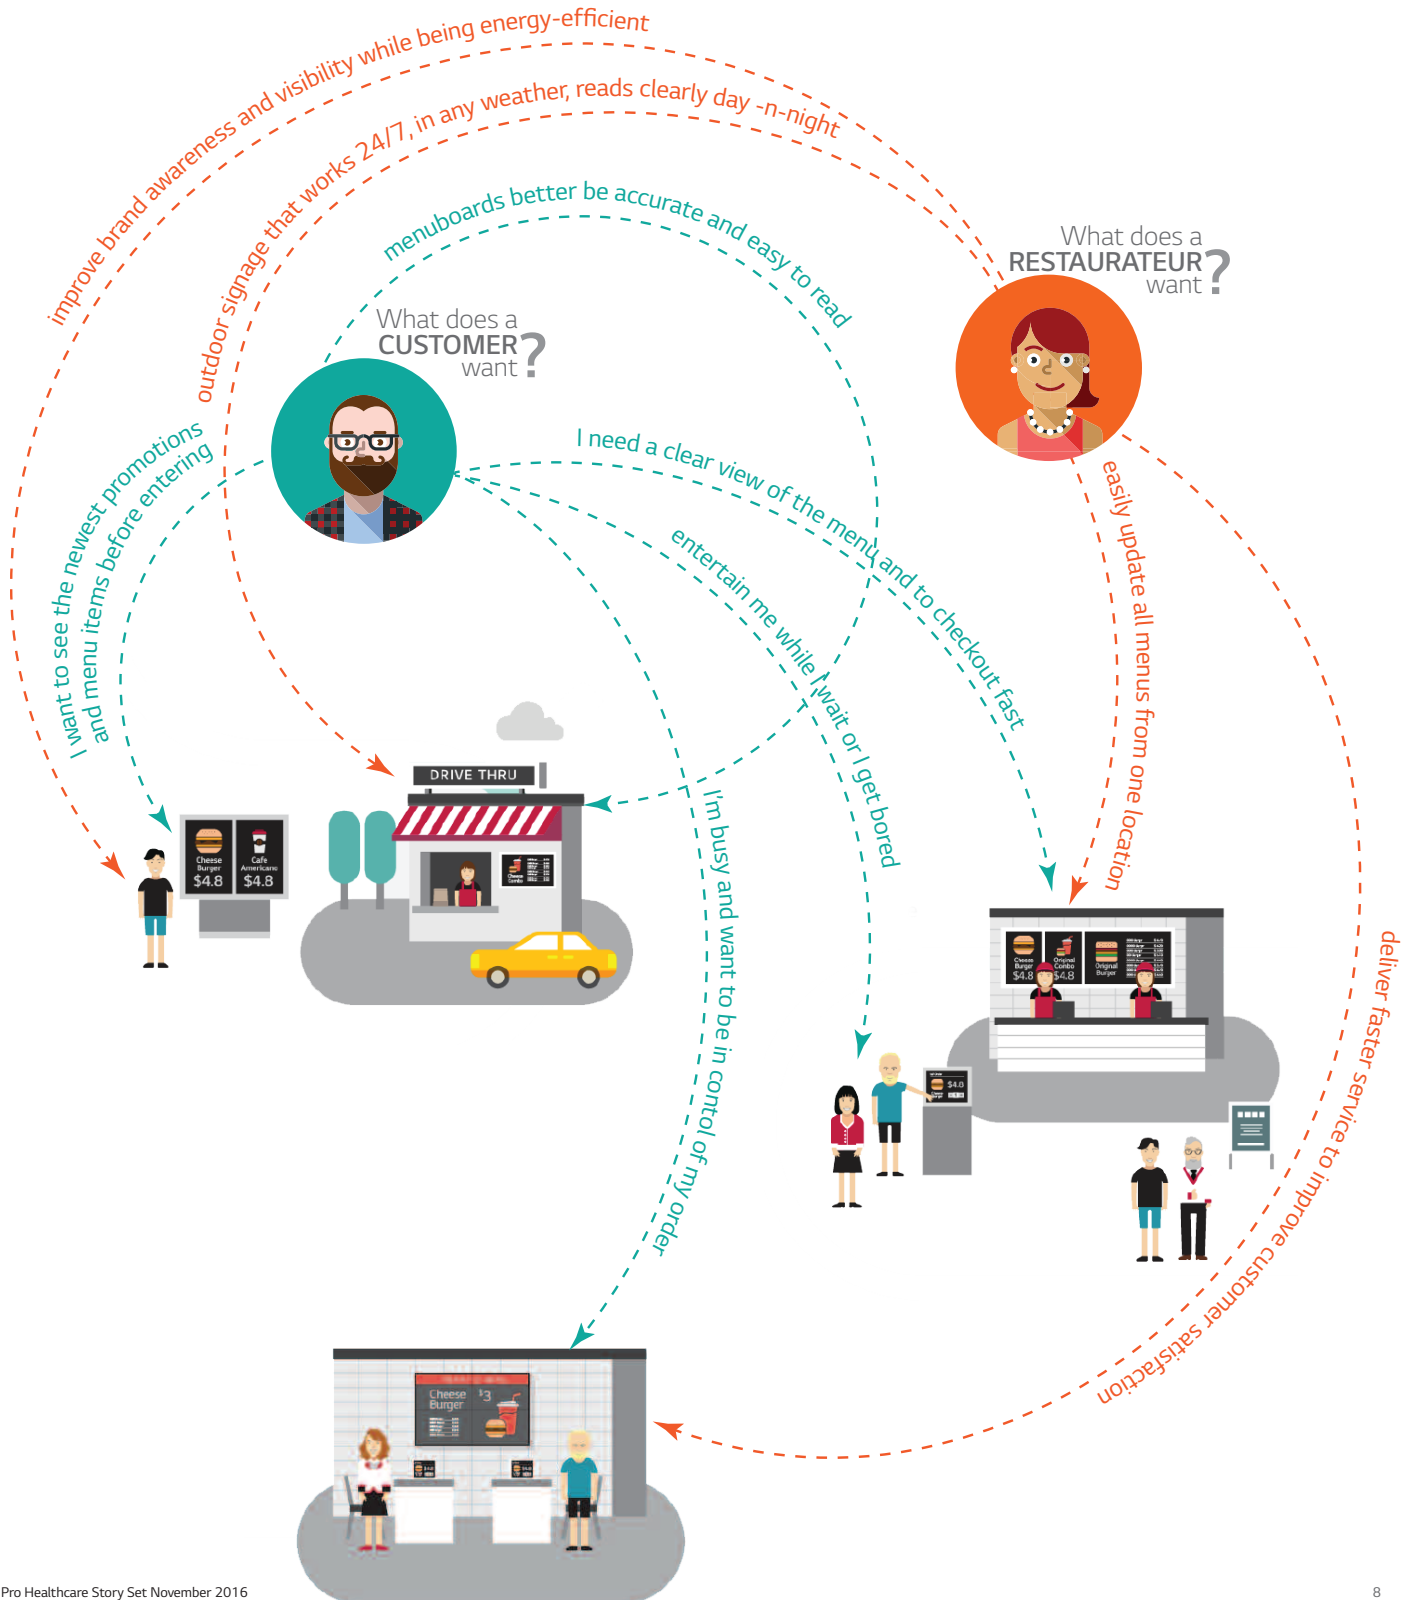 improve brand awareness and visibility while being energy-efficient
outdoor signage that works 24/7, in any weather, reads clearly day -n-night
menuboards better be accurate and easy to read
What does a
RESTAURATEUR
want?
What does a
CUSTOMER
want?
I want to see the newest promotions
and menu items before entering
I need a clear view of the menu and to checkout fast
entertain me while I wait or I get bored
I'm busy and want to be in contol of my order
easily update all menus from one location
deliver faster service to improve customer satisfaction
DRIVE THRU
Cheese
Burger
$4.8
Cafe
Americano
$4.8
Cheese
Combo
Cheese
Burger
$4.8
Original
Combo
$4.8
Original
Burger
$4.8
Cheese
Burger
$3
Pro Healthcare Story Set November 2016
8